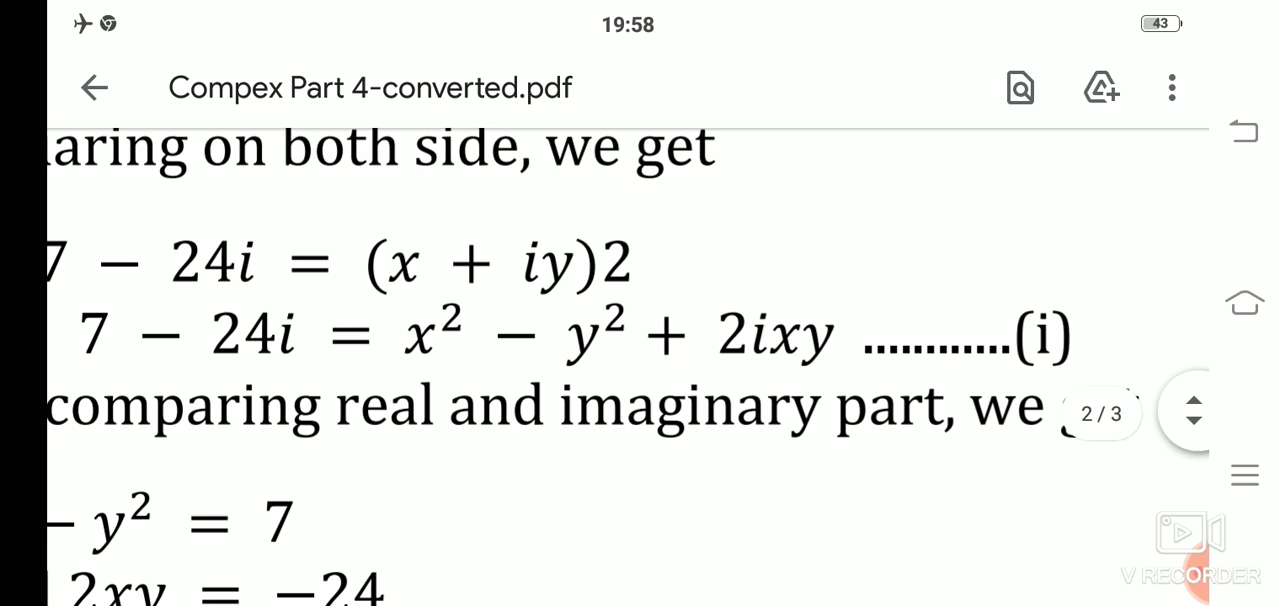 19:58
43
Compex Part 4-converted.pdf
aring on both side, we get
7 − 24i = (x + iy)2
7 − 24i = x² − y² + 2ixy ............(i)
comparing real and imaginary part, we
2 / 3
− y² = 7
2xy = −24
V RECORDER